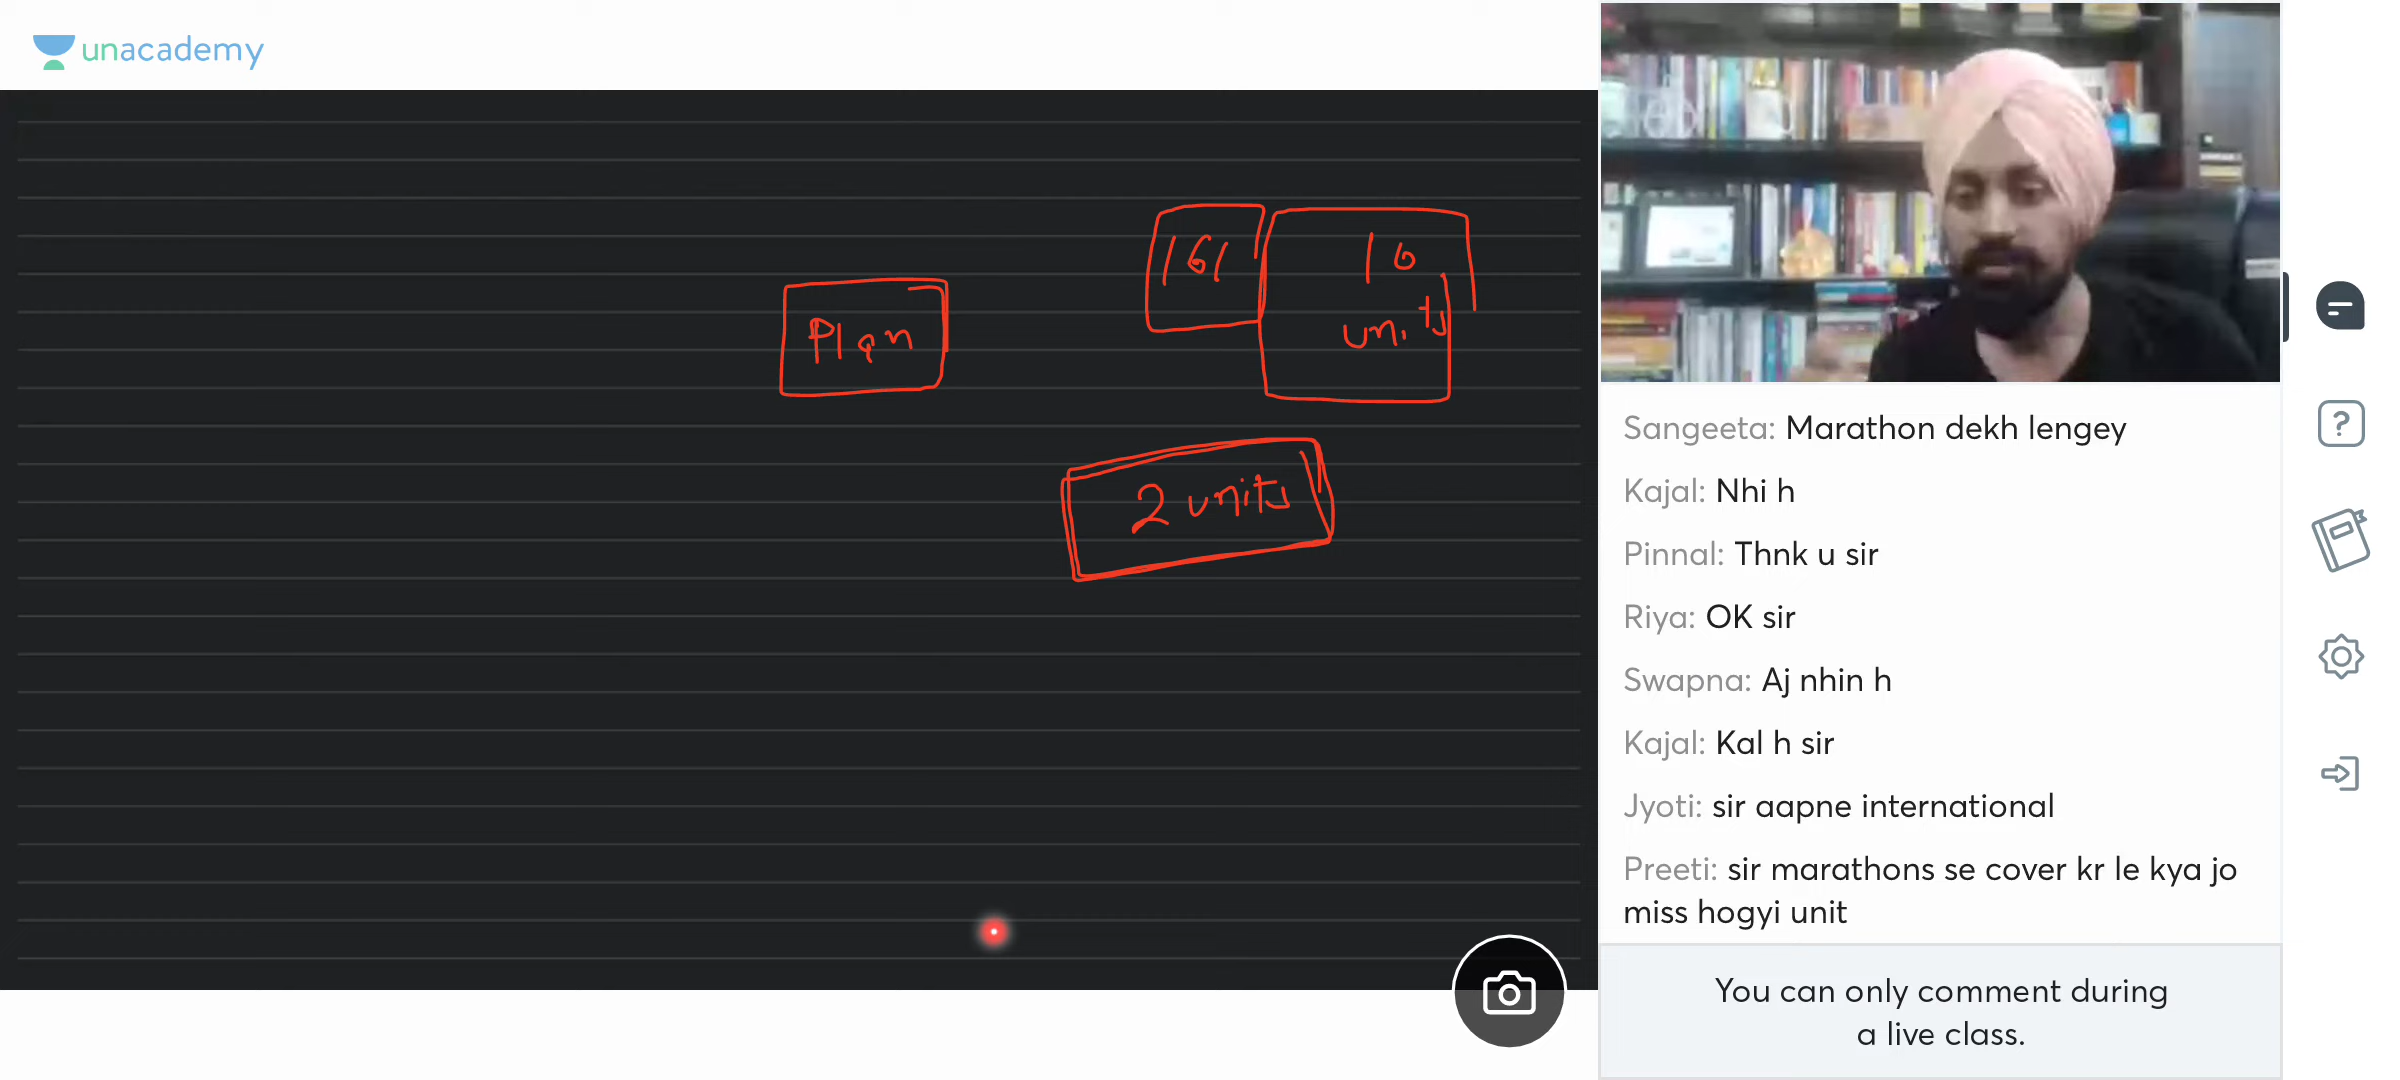 unacademy
Plan
161
10
units
2 units
Sangeeta: Marathon dekh lengey
Kajal: Nhi h
Pinnal: Thnk u sir
Riya: OK sir
Swapna: Aj nhin h
Kajal: Kal h sir
Jyoti: sir aapne international
Preeti: sir marathons se cover kr le kya jo
miss hogyi unit
You can only comment during
a live class.
?